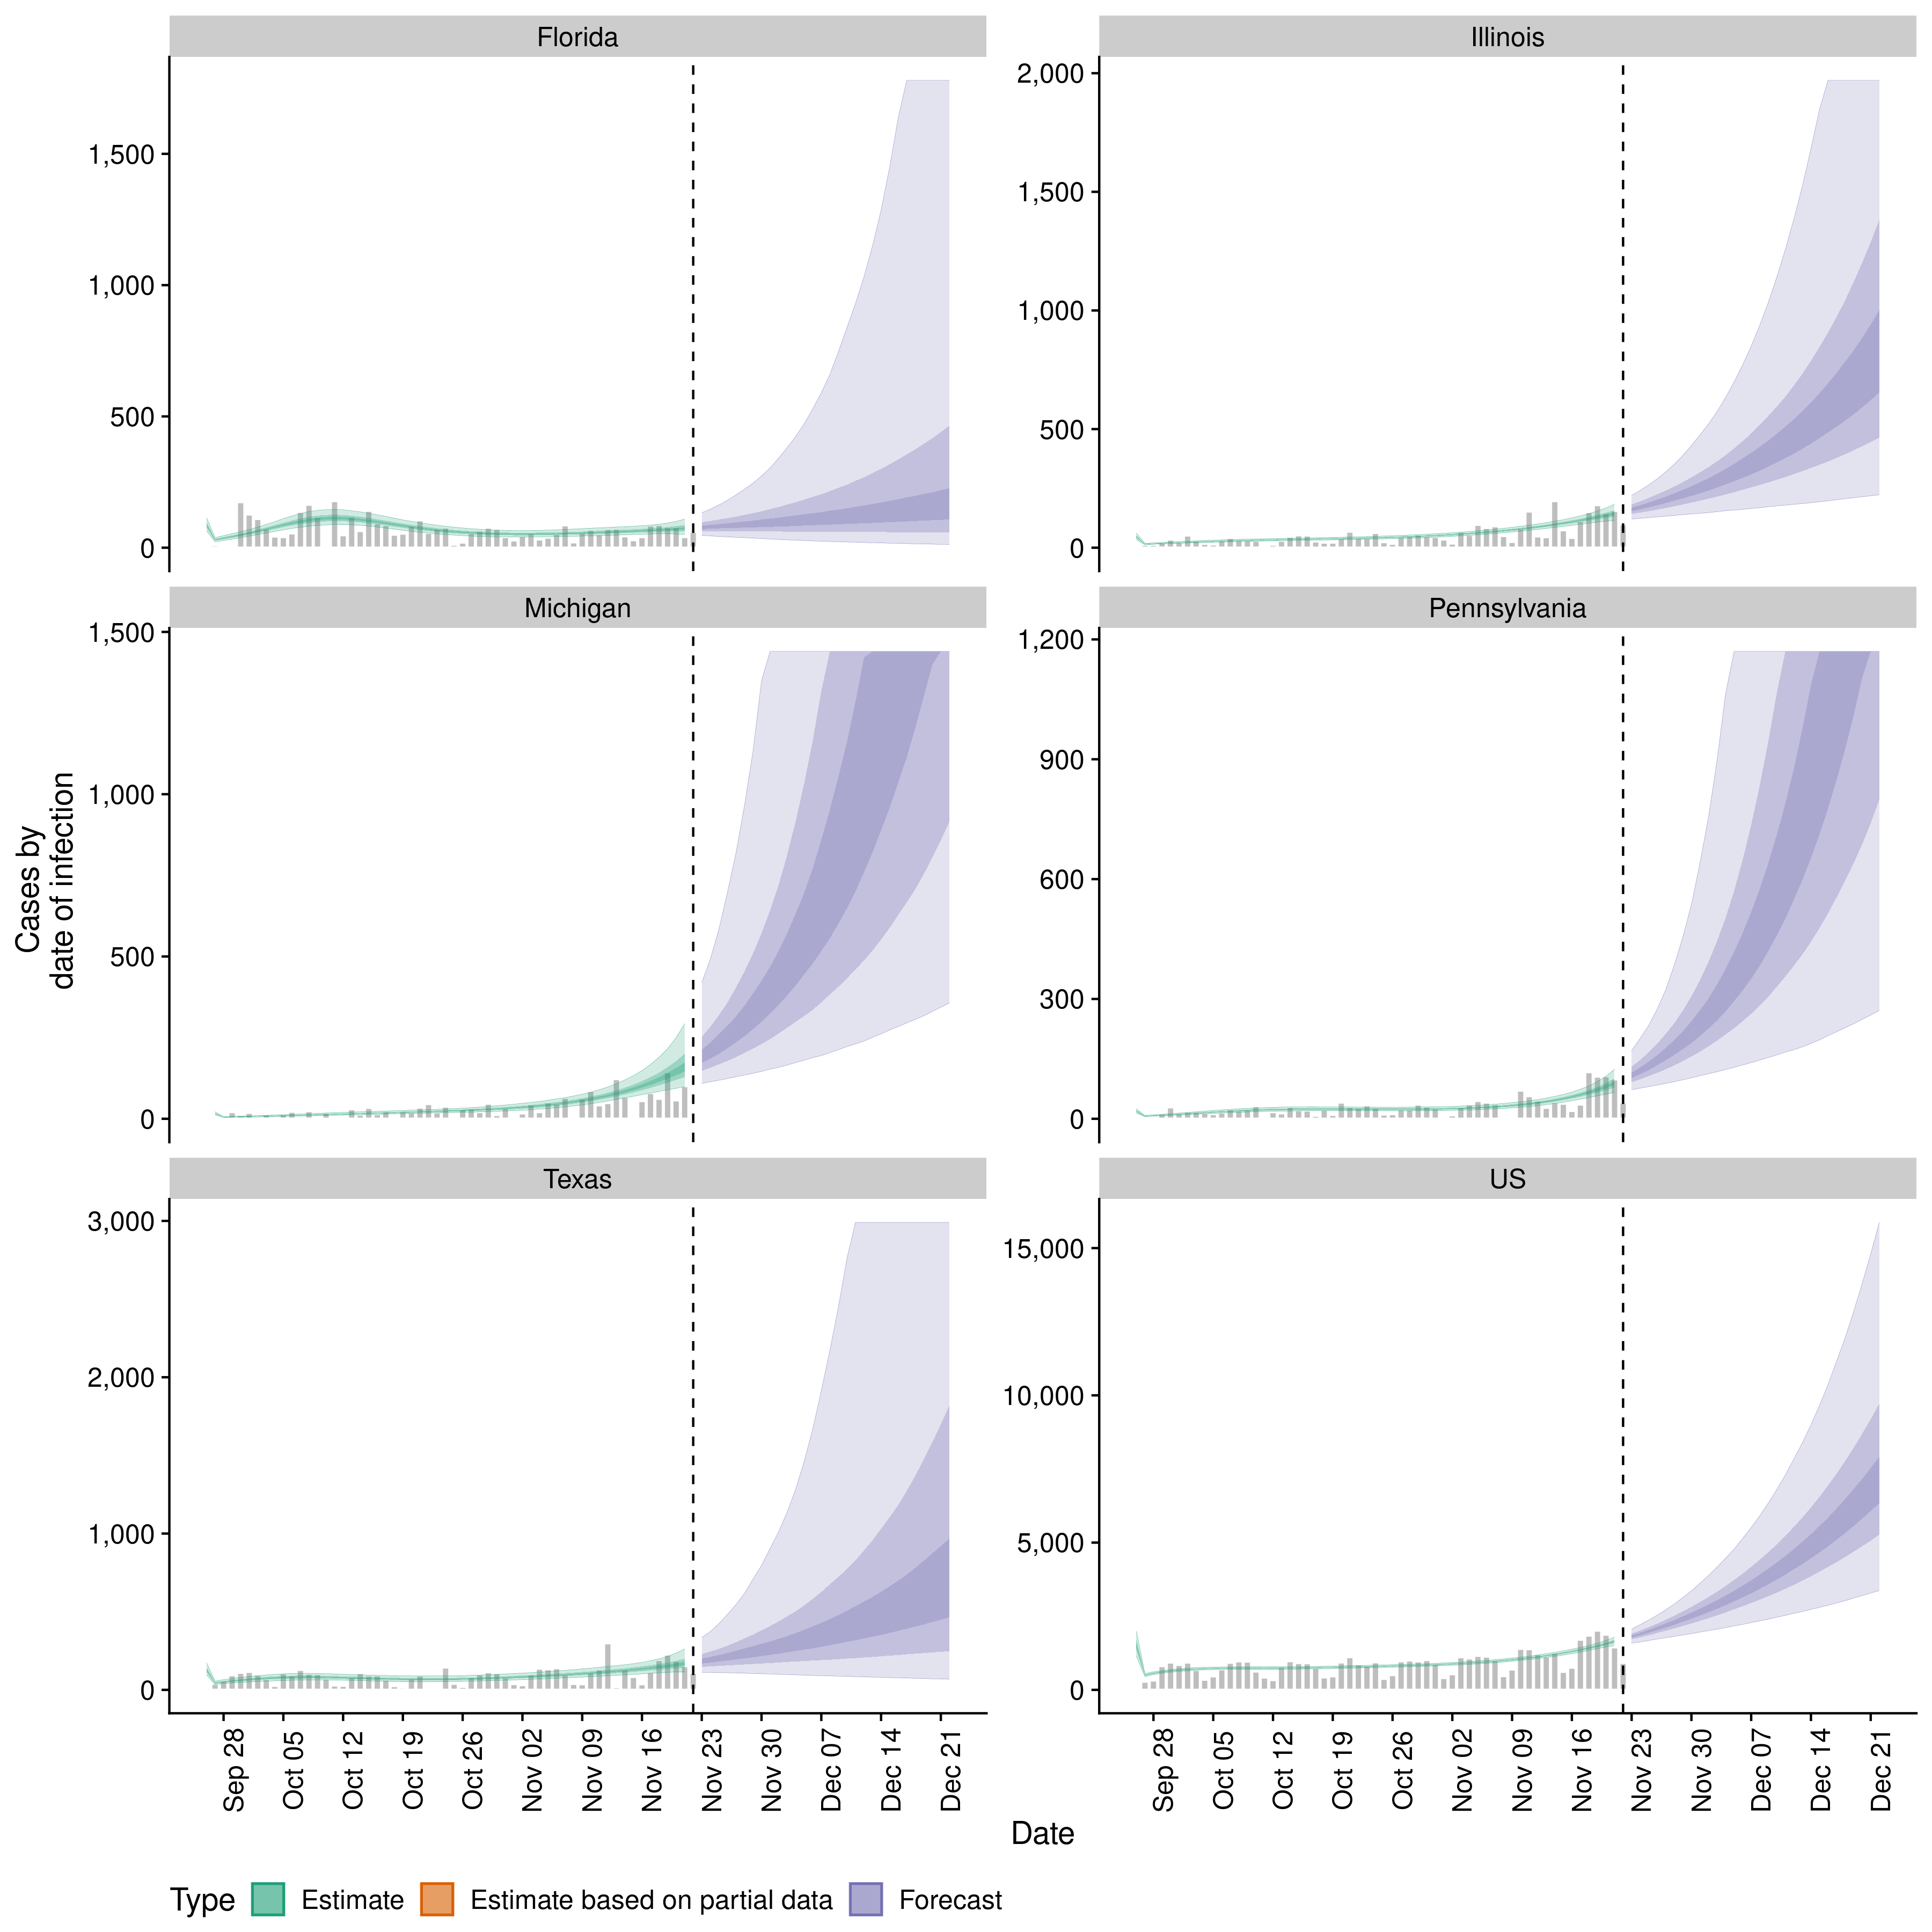 Florida
Illinois
0
500
1,000
1,500
0
500
1,000
1,500
2,000
Michigan
Pennsylvania
0
500
1,000
1,500
0
300
600
900
1,200
Texas
US
0
1,000
2,000
3,000
0
5,000
10,000
15,000
Cases by
date of infection
Sep 28
Oct 05
Oct 12
Oct 19
Oct 26
Nov 02
Nov 09
Nov 16
Nov 23
Nov 30
Dec 07
Dec 14
Dec 21
Sep 28
Oct 05
Oct 12
Oct 19
Oct 26
Nov 02
Nov 09
Nov 16
Nov 23
Nov 30
Dec 07
Dec 14
Dec 21
Date
Type Estimate Estimate based on partial data Forecast